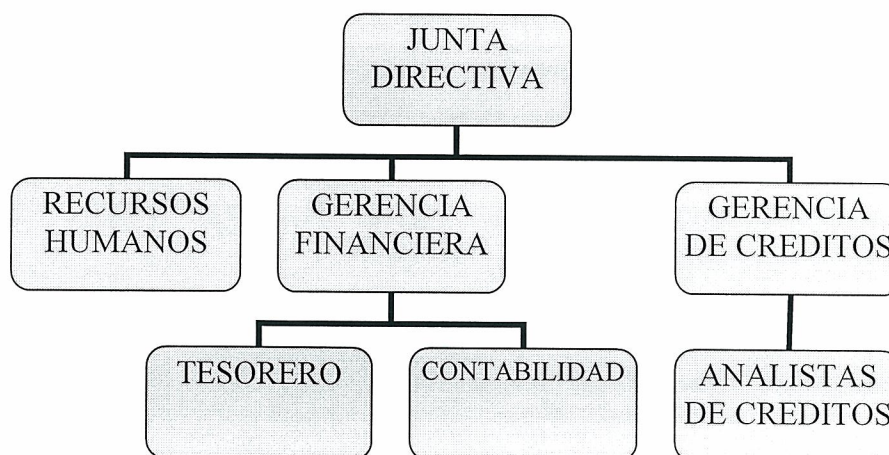 JUNTA
DIRECTIVA
RECURSOS
HUMANOS
GERENCIA
FINANCIERA
GERENCIA
DE CREDITOS
TESORERO
CONTABILIDAD
ANALISTAS
DE CREDITOS